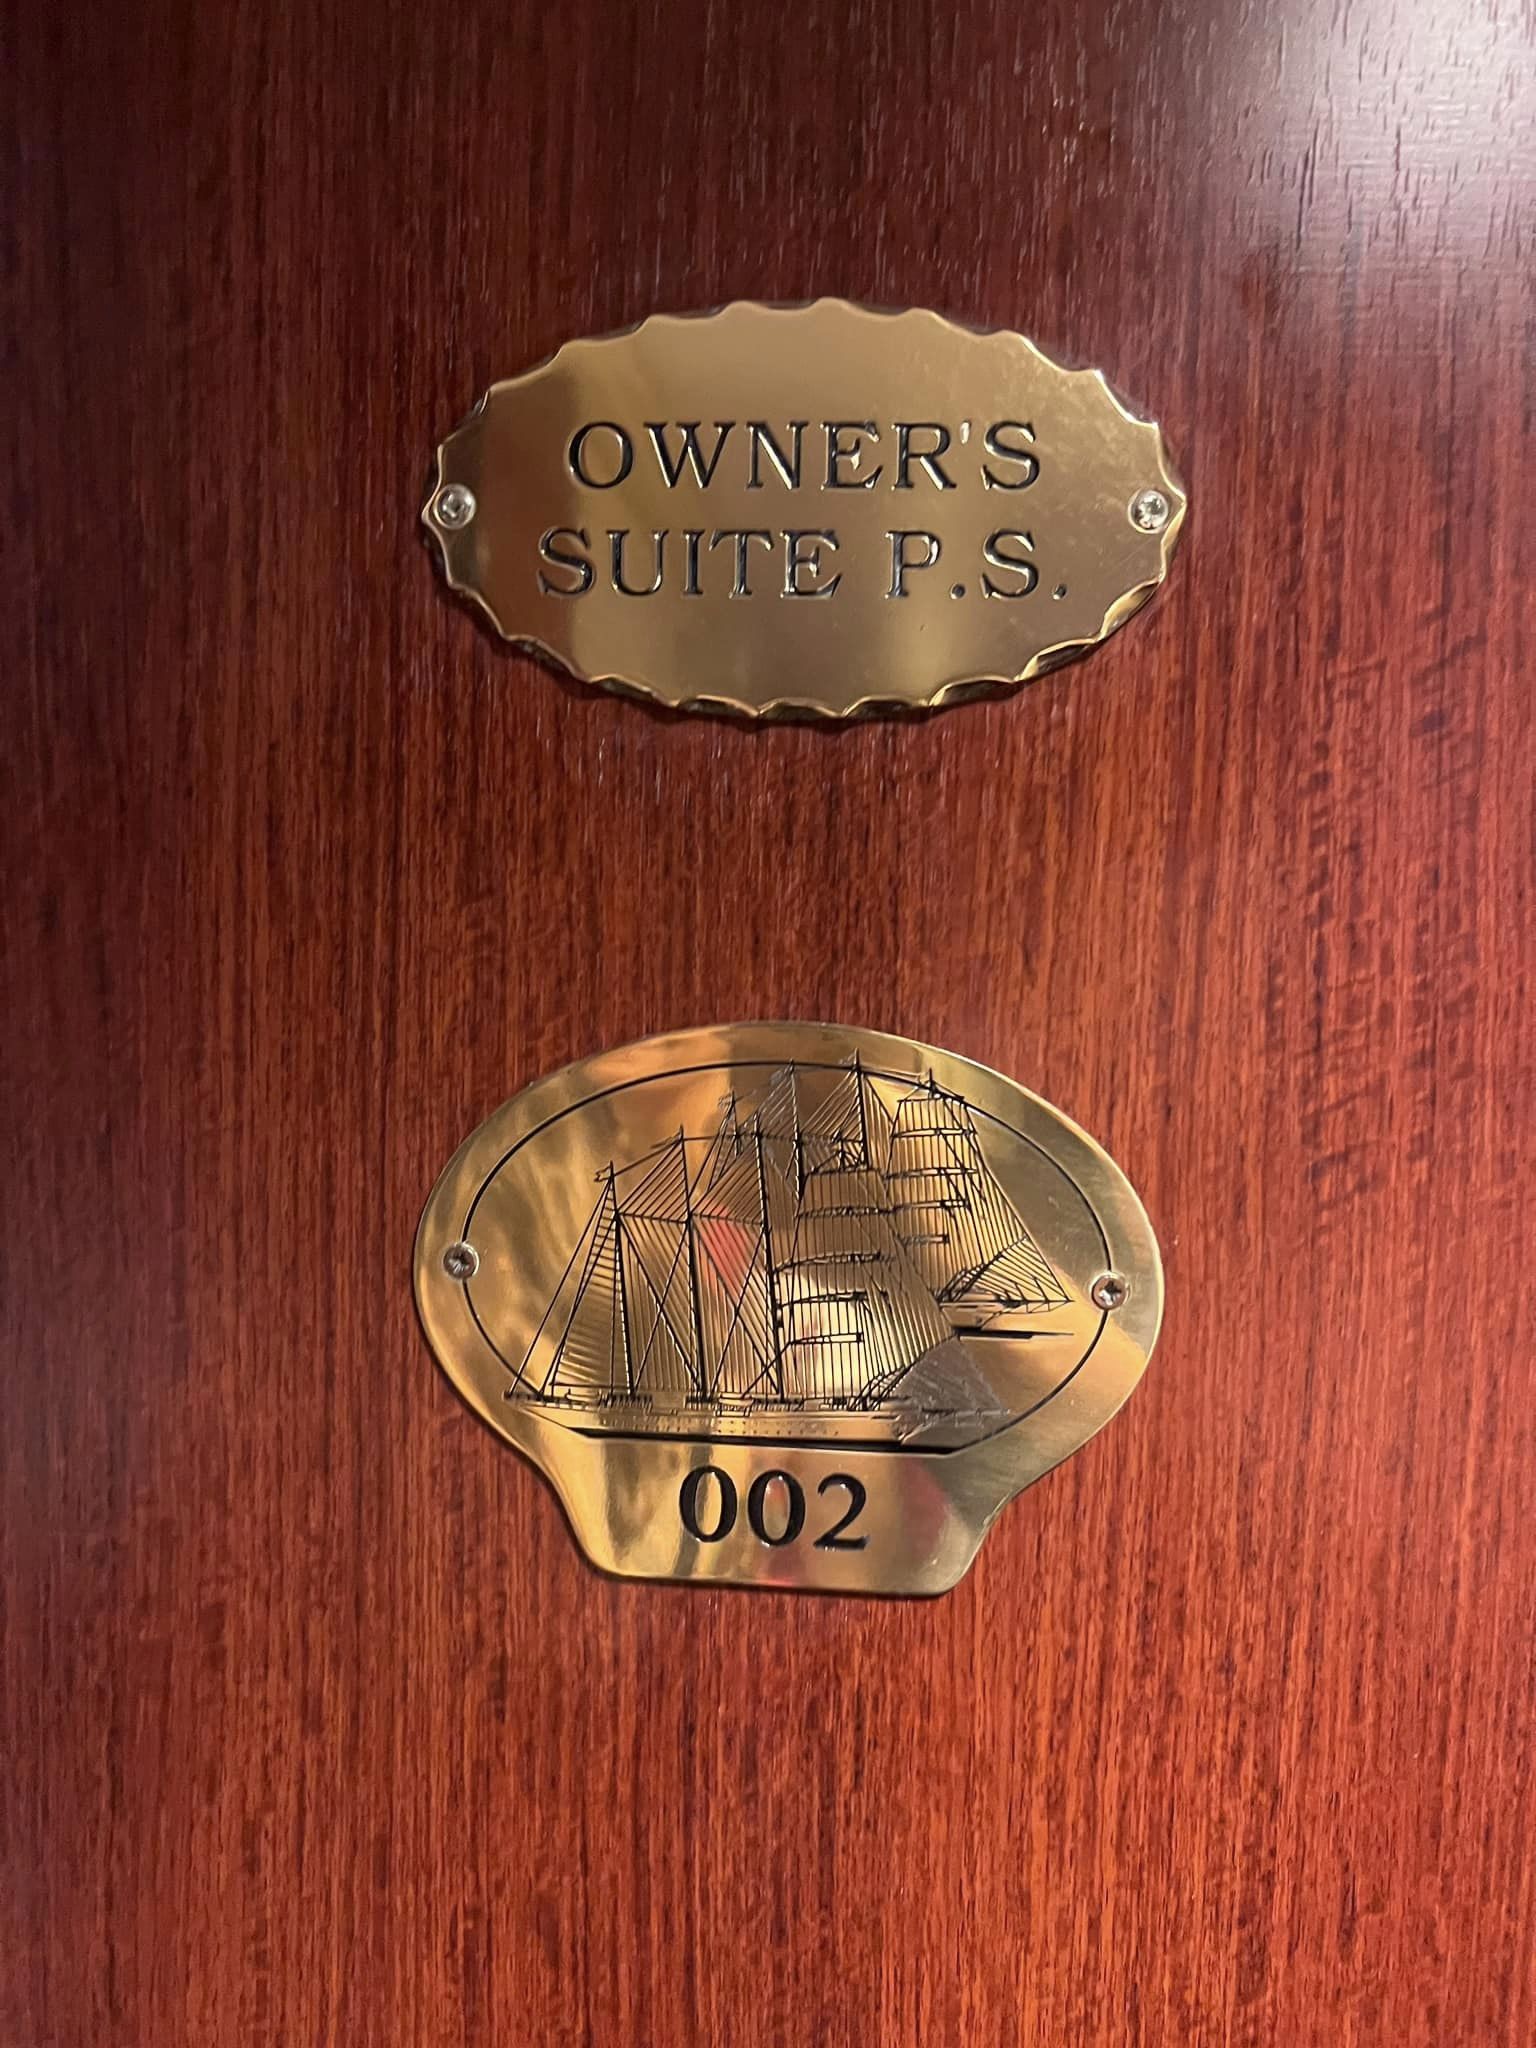 OWNER'S
SUITE P.S.
002